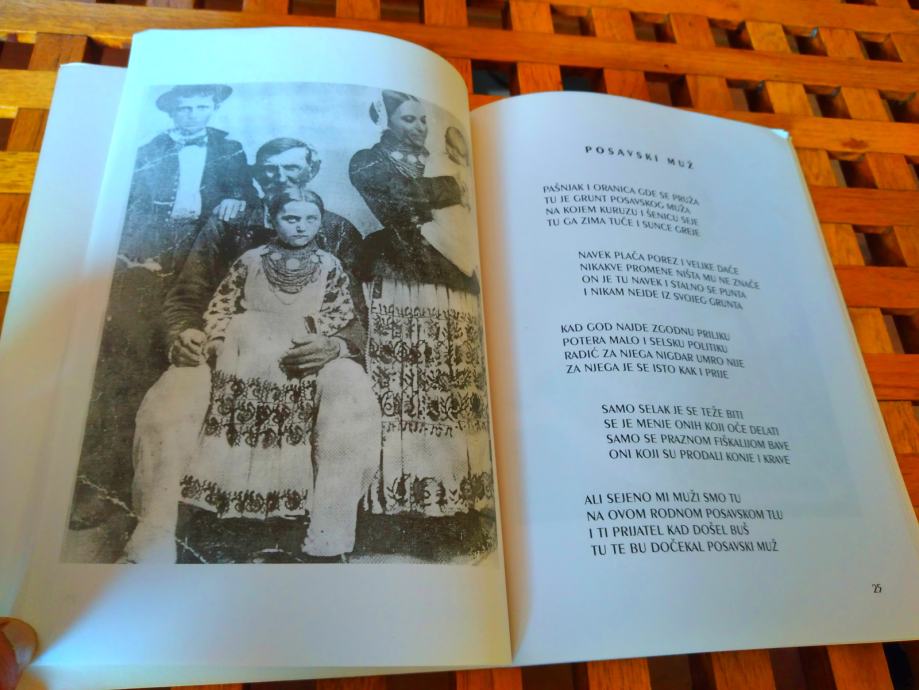 POSAVSKI MUŽ
PAŠNJAK I ORANICA GDE SE PRUŽA
TU JE GRUNT POSAVSKOG MUŽA
NA KOJEM KURUZU I ŠENICU SEJE
TU GA ZIMA TUČE I SUNCE GREJE
NAVEK PLAČA POREZ I VELIKE DAČE
NIKAKVE PROMENE NIŠTA MU NE ZNAČE
ON JE TU NAVEK I STALNO SE PUNTA
I NIKAM NEJDE IZ SVOJEG GRUNTA
KAD GOD NAJDE ZGODNU PRILIKU
POTERA MALO I SELSKU POLITIKU
RADIĆ ZA NJEGA NIGDAR UMRO NIJE
ZA NJEGA JE SE ISTO KAK I PRIJE
SAMO SELAK JE SE TEŽE BITI
SE JE MENJE ONIH KOJI OČE DELATI
SAMO SE PRAZNOM FIŠKALIJOM BAVE
ONI KOJI SU PRODALI KONJE I KRAVE
ALI SEJENO MI MUŽI SMO TU
NA OVOM RODNOM POSAVSKOM TLU
I TI PRIJATEL KAD DOŠEL BUŠ
TU TE BU DOČEKAL POSAVSKI MUŽ
25